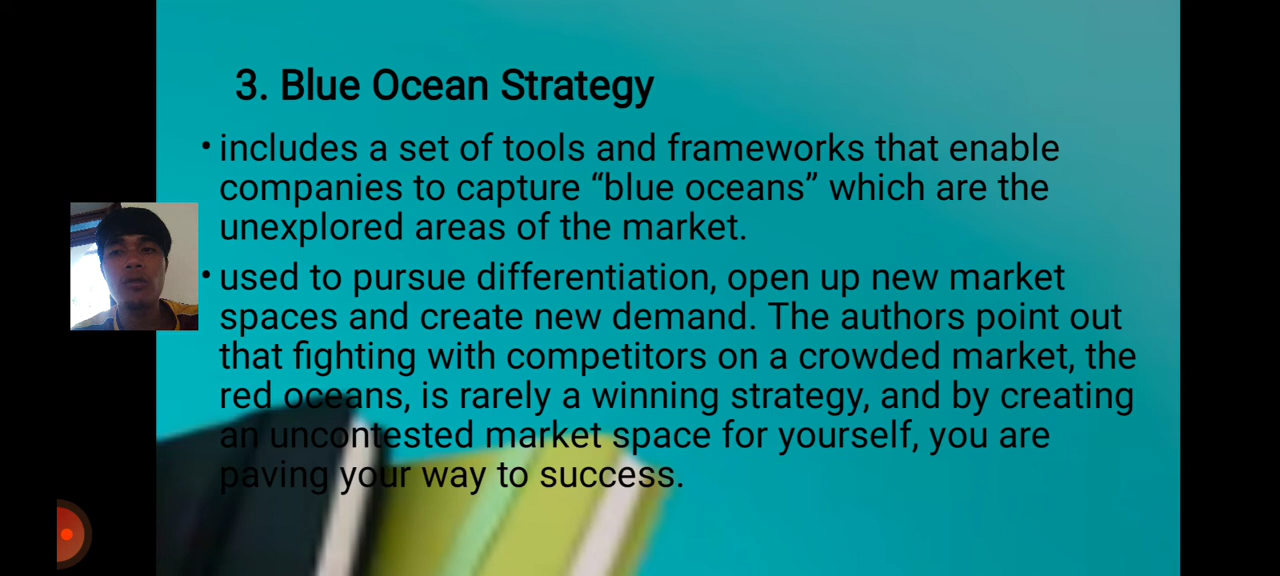 3. Blue Ocean Strategy
• includes a set of tools and frameworks that enable
companies to capture “blue oceans” which are the
unexplored areas of the market.
• used to pursue differentiation, open up new market
spaces and create new demand. The authors point out
that fighting with competitors on a crowded market, the
red oceans, is rarely a winning strategy, and by creating
an uncontested market space for yourself, you are
paving your way to success.